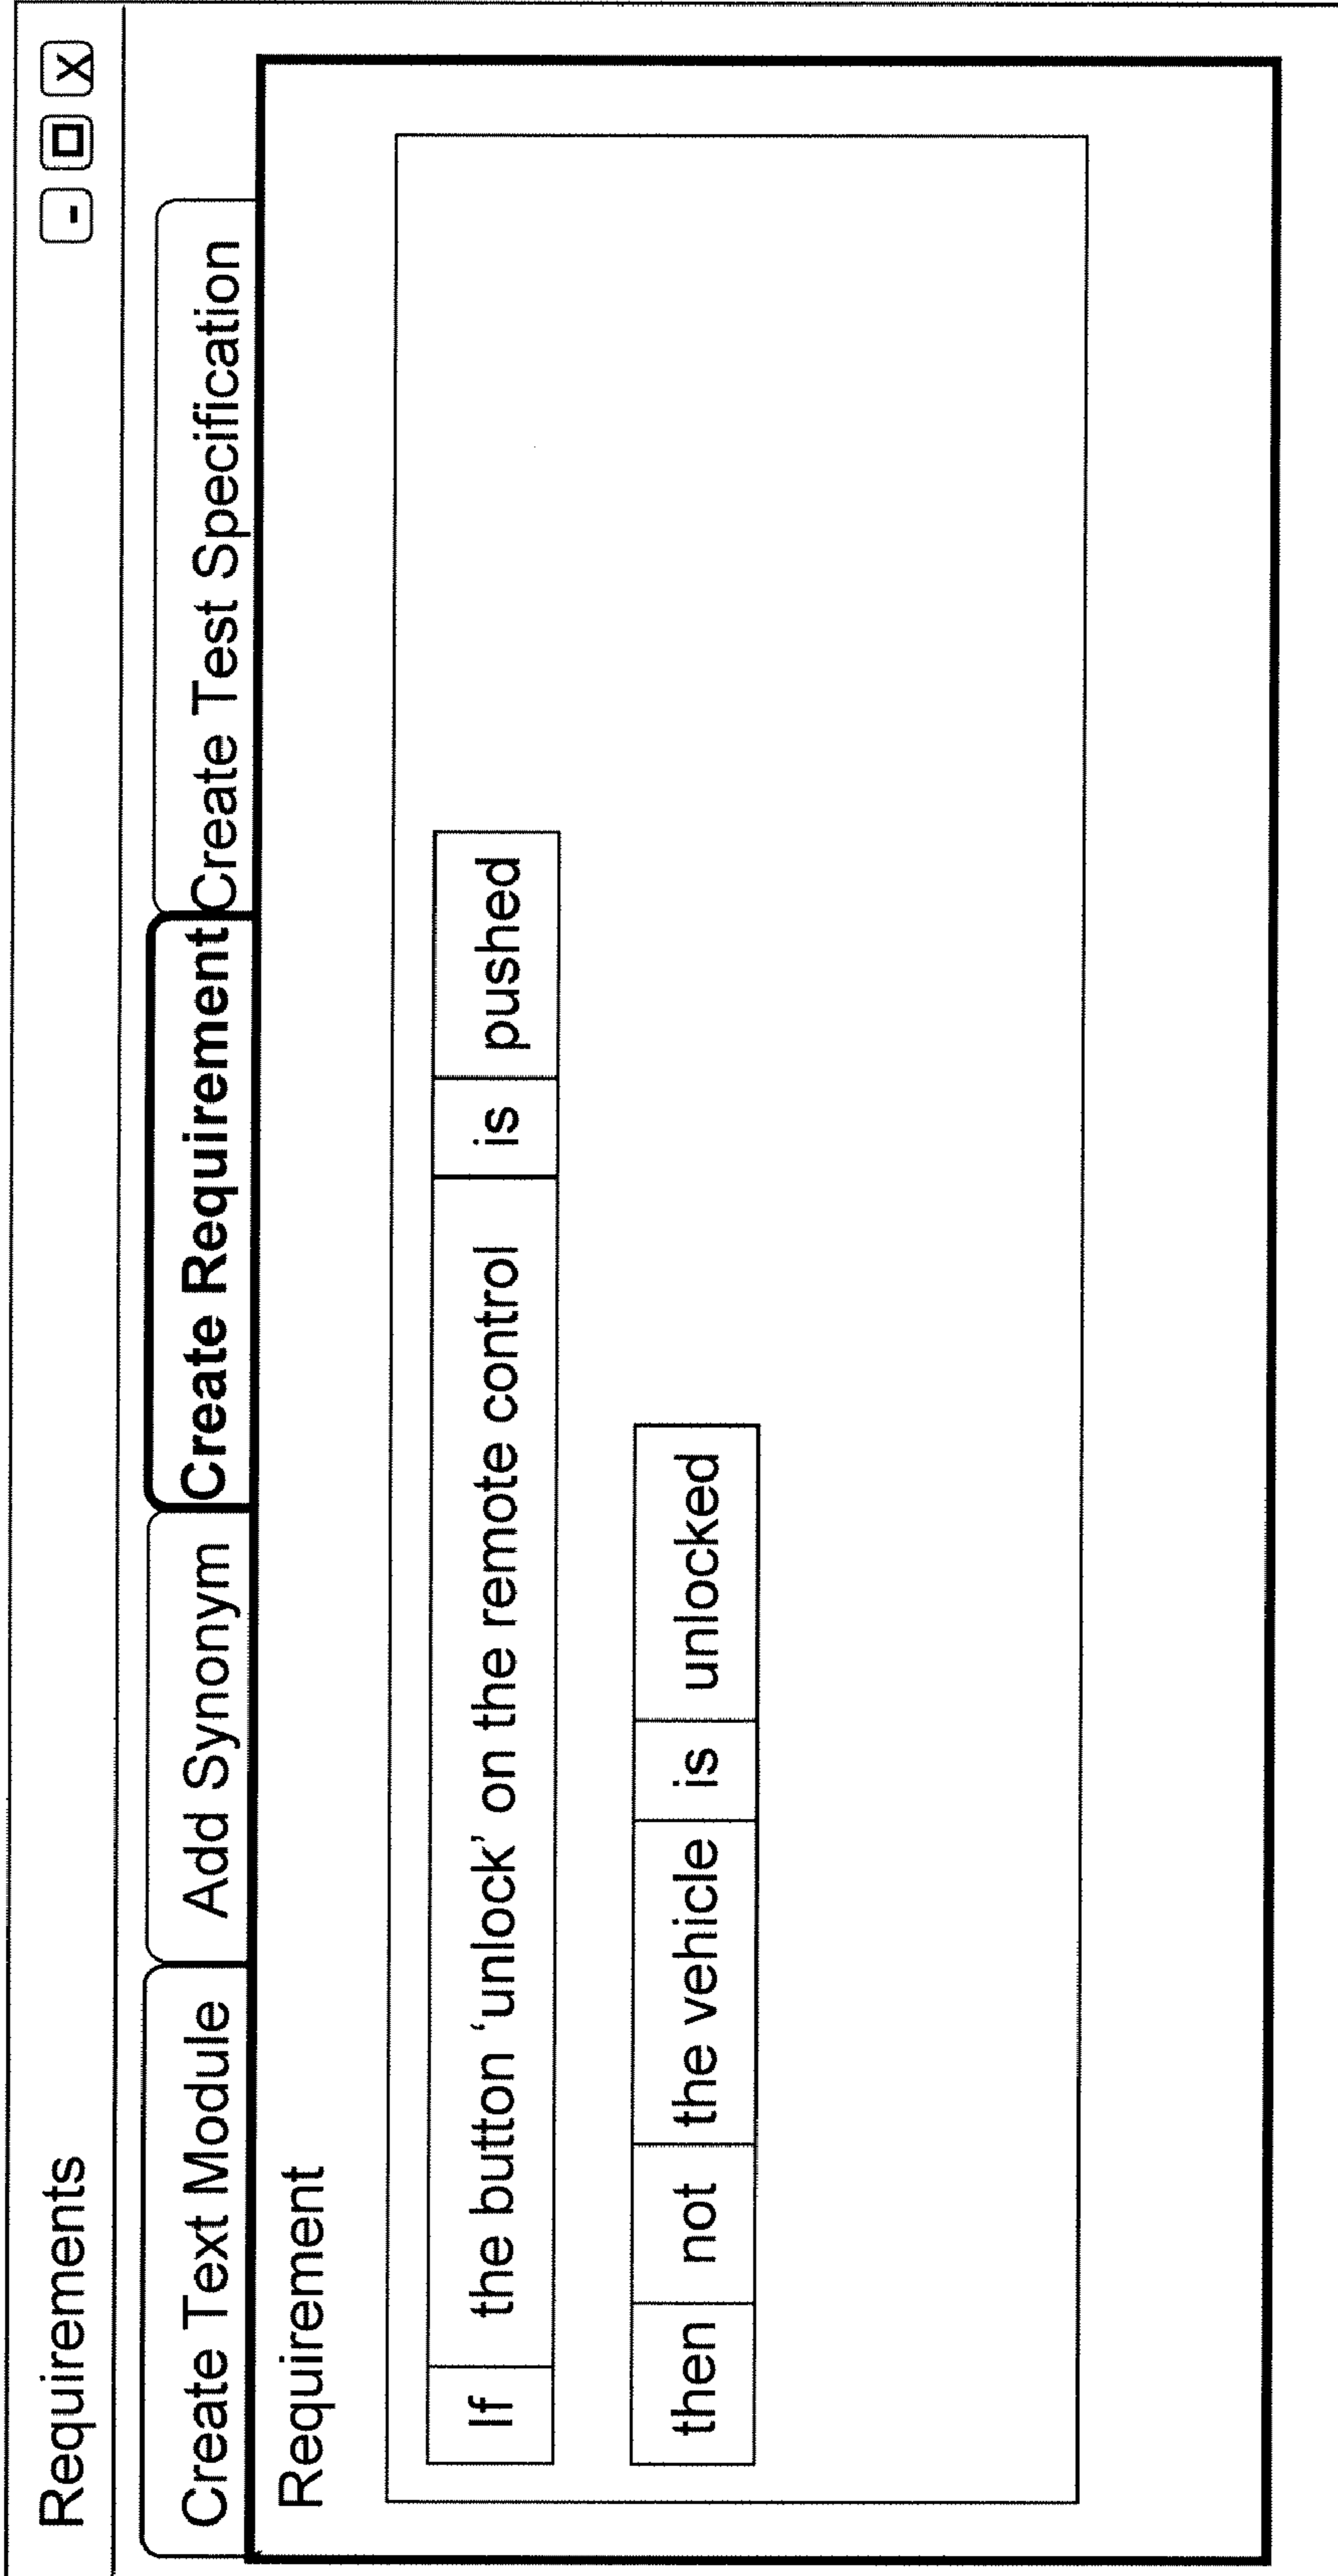 Requirements - X
Create Text Module Add Synonym Create Requirement Create Test Specification
Requirement
If the button ‘unlock’ on the remote control is pushed
then not the vehicle is unlocked